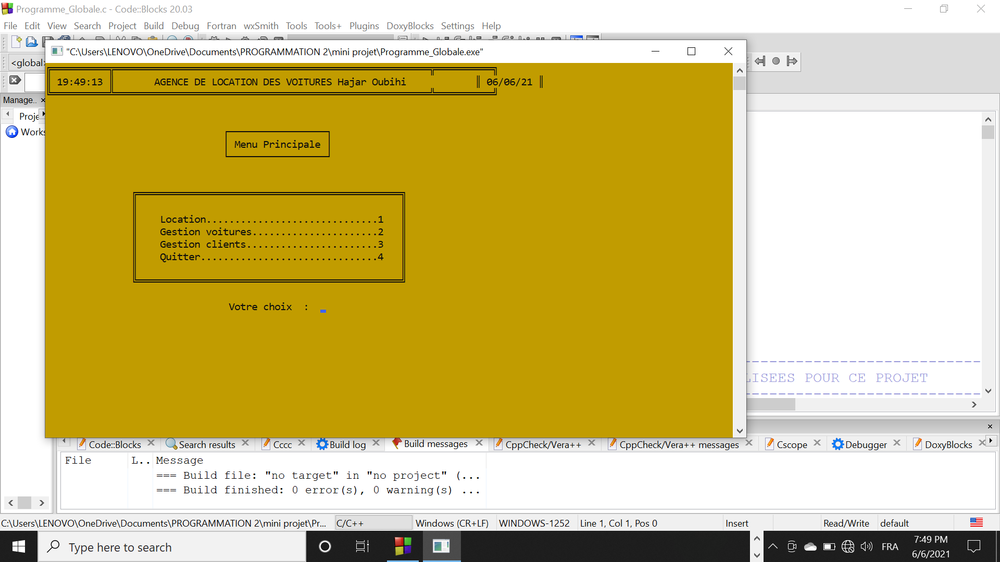 Programme_Globale.c - Code::Blocks 20.03
File Edit View Search Project Build Debug Fortran wxSmith Tools Tools+ Plugins DoxyBlocks Settings Help
"C:\Users\LENOVO\OneDrive\Documents\PROGRAMMATION 2\mini projet\Programme_Globale.exe"
<global>
19:49:13 AGENCE DE LOCATION DES VOITURES Hajar Oubihi 06/06/21
Manage..
Proje
Works
Menu Principale
Location..............................1
Gestion voitures......................2
Gestion clients.......................3
Quitter...............................4
Votre choix :
LISEES POUR CE PROJET
Code::Blocks Search results Cccc Build log Build messages CppCheck/Vera++ CppCheck/Vera++ messages Cscope Debugger DoxyBlocks
File L.. Message
=== Build file: "no target" in "no project" (...
=== Build finished: 0 error(s), 0 warning(s) ...
C:\Users\LENOVO\OneDrive\Documents\PROGRAMMATION 2\mini projet\Pr... C/C++ Windows (CR+LF) WINDOWS-1252 Line 1, Col 1, Pos 0 Insert Read/Write default
Type here to search
FRA
7:49 PM
6/6/2021